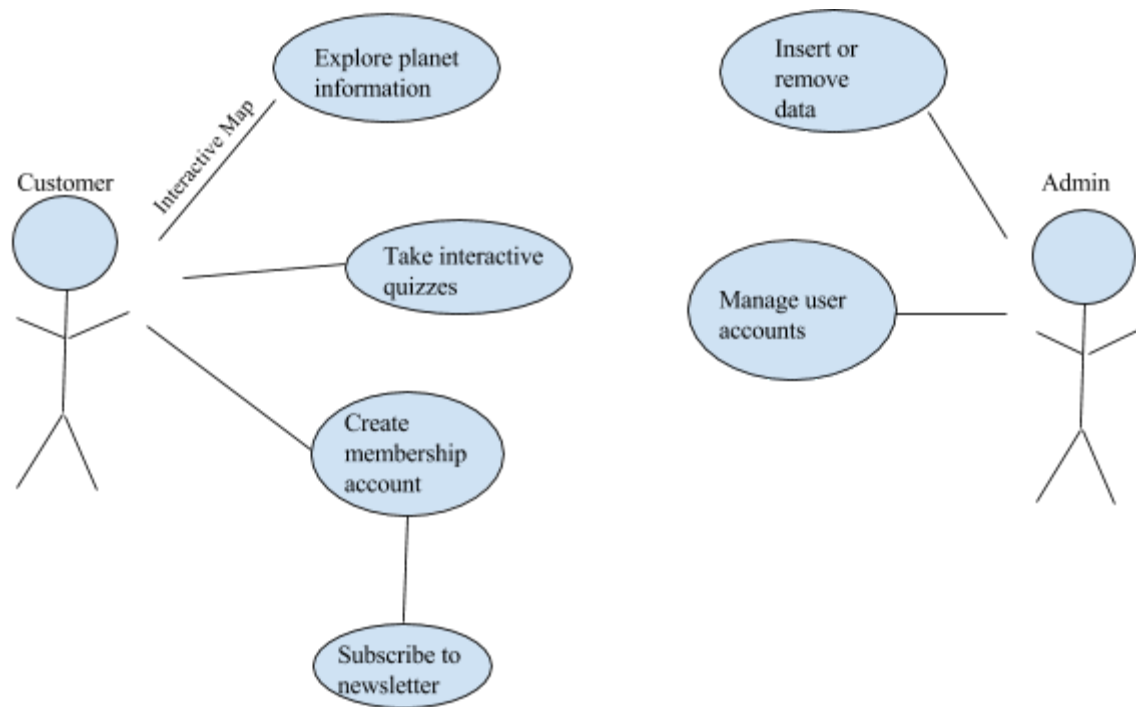 Explore planet
information
Interactive Map
Customer
Take interactive
quizzes
Create
membership
account
Subscribe to
newsletter
Insert or
remove
data
Admin
Manage user
accounts